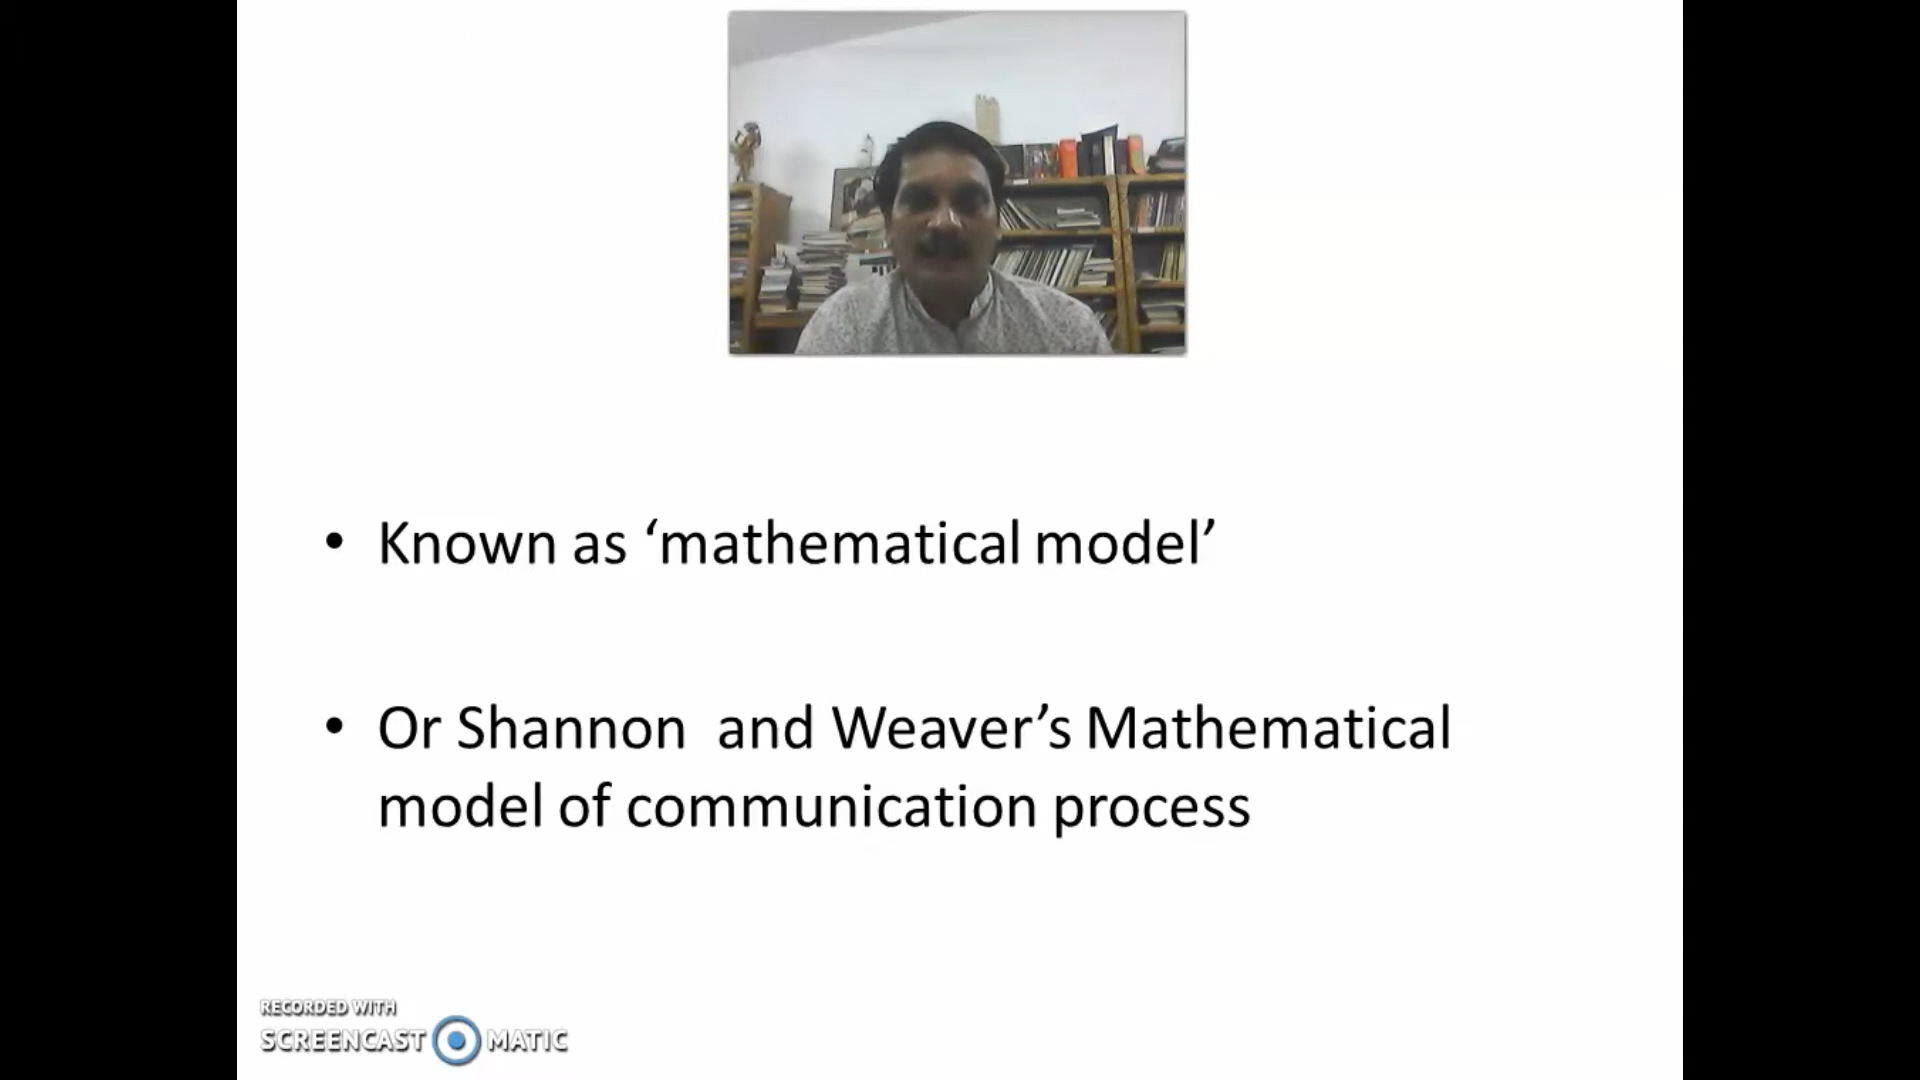 • Known as ‘mathematical model’
• Or Shannon  and Weaver’s Mathematical
model of communication process
RECORDED WITH
SCREENCAST MATIC